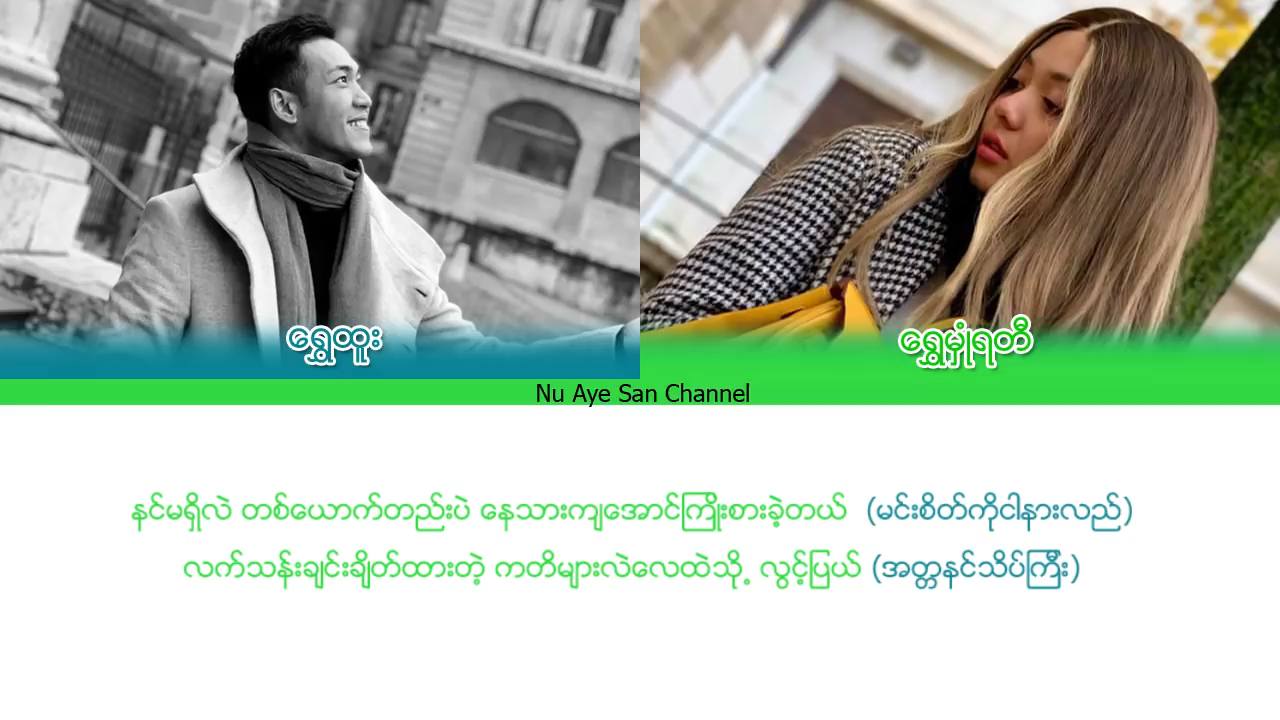 ရွှေထူး
ရွှေမှုံရတီ
Nu Aye San Channel
နင်မရှိလဲ တစ်ယောက်တည်းပဲ နေသားကျအောင်ကြိုးစားခဲ့တယ် (မင်းစိတ်ကိုငါနားလည်)
လက်သန်းချင်းချိတ်ထားတဲ့ ကတိများလဲလေထဲသို့ လွင့်ပြယ် (အတ္တနင်သိပ်ကြီး)